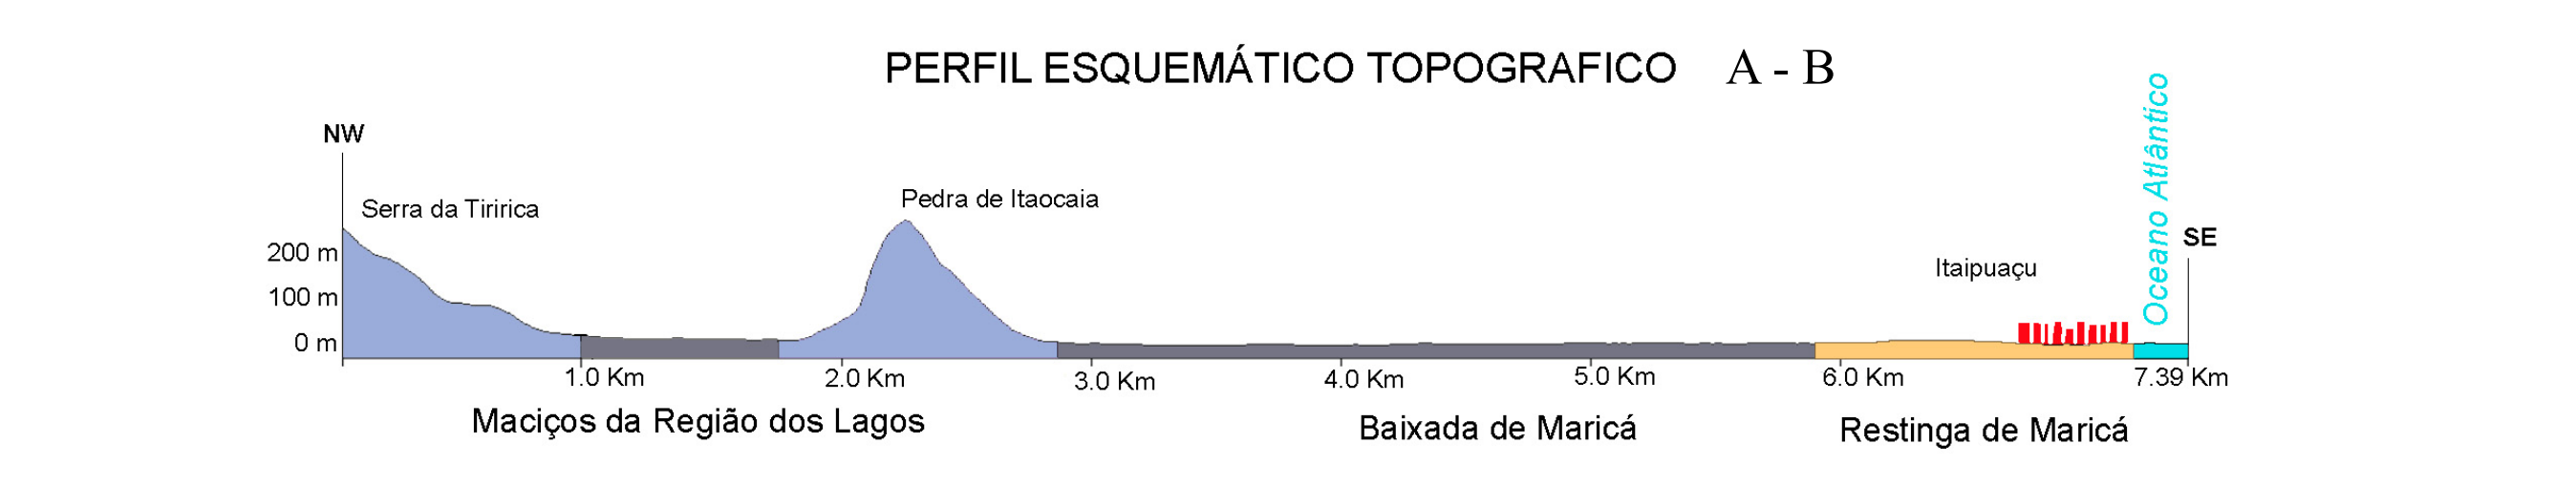 PERFIL ESQUEMÁTICO TOPOGRAFICO A - B
Oceano Atlântico
NW
Serra da Tiririca
Pedra de Itaocaia
SE
Itaipuaçu
200 m
100 m
0 m
1.0 Km 2.0 Km 3.0 Km 4.0 Km 5.0 Km 6.0 Km 7.39 Km
Maciços da Região dos Lagos Baixada de Maricá Restinga de Maricá